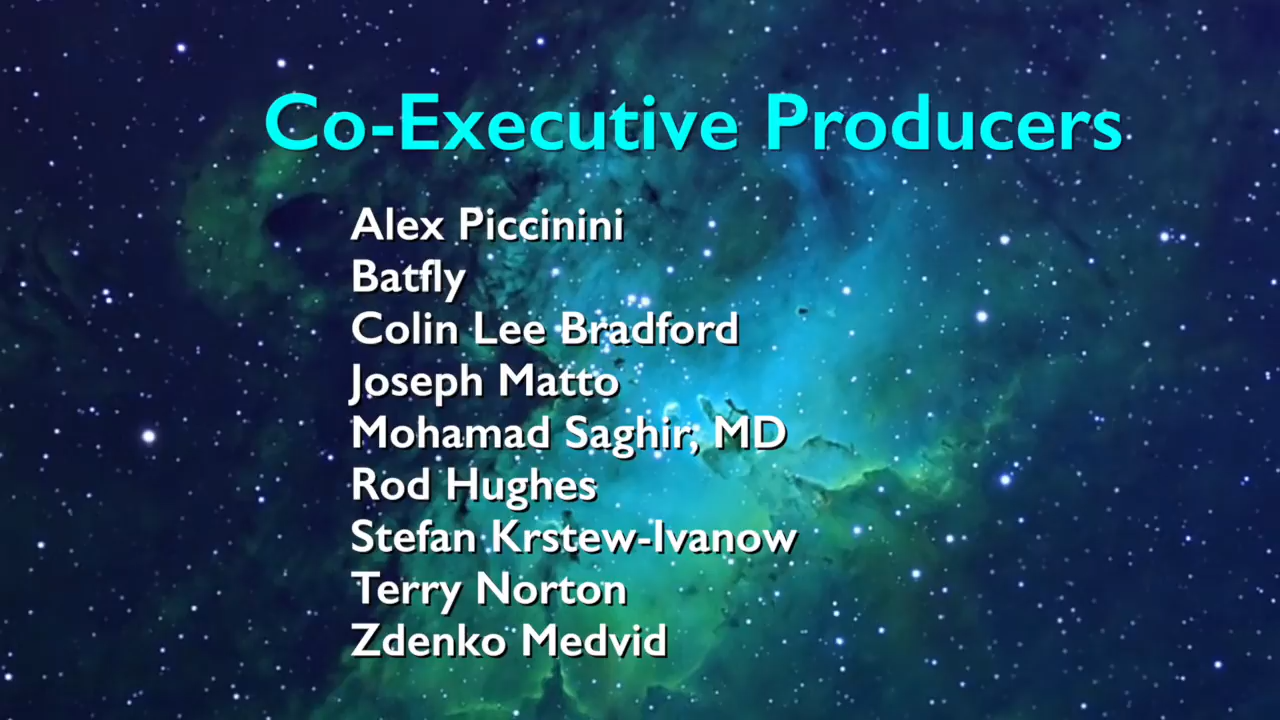 Co-Executive Producers
Alex Piccinini
Batfly
Colin Lee Bradford
Joseph Matto
Mohamad Saghir, MD
Rod Hughes
Stefan Krstew-Ivanow
Terry Norton
Zdenko Medvid